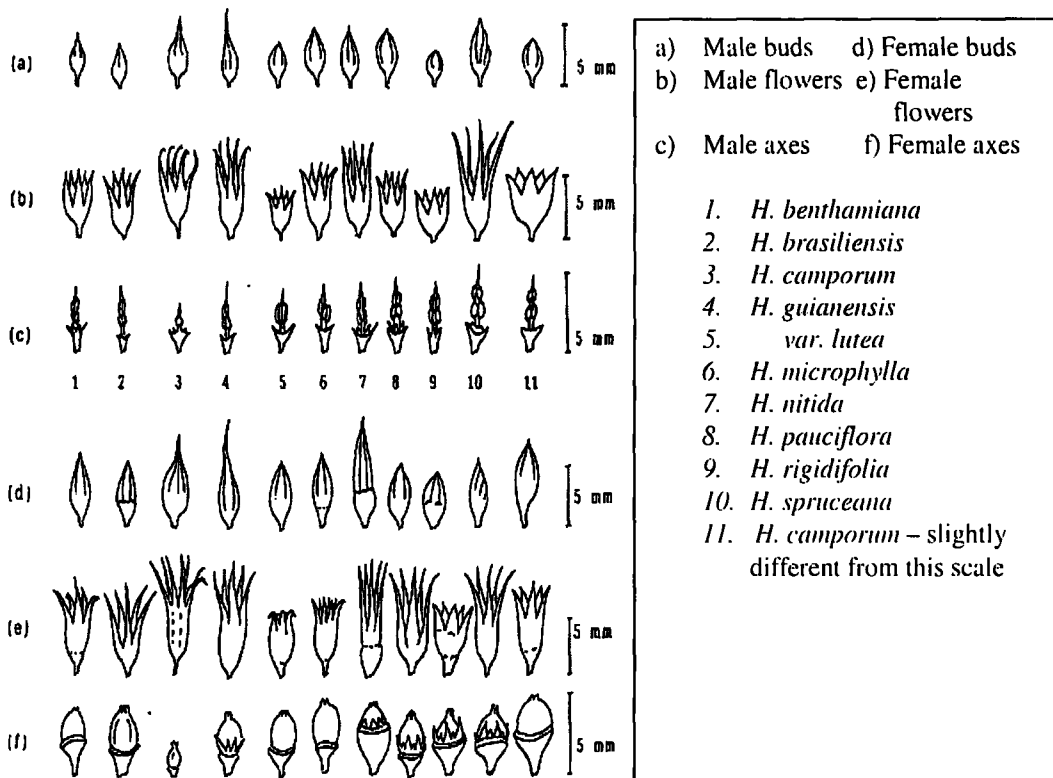 (a)
5 mm
(b)
5 mm
(c)
5 mm
1 2 3 4 5 6 7 8 9 10 11
(d)
5 mm
(e)
5 mm
(f)
5 mm
a) Male buds d) Female buds
b) Male flowers e) Female
flowers
c) Male axes f) Female axes
1. H. benthamiana
2. H. brasiliensis
3. H. camporum
4. H. guianensis
5. var. lutea
6. H. microphylla
7. H. nitida
8. H. pauciflora
9. H. rigidifolia
10. H. spruceana
11. H. camporum – slightly
different from this scale